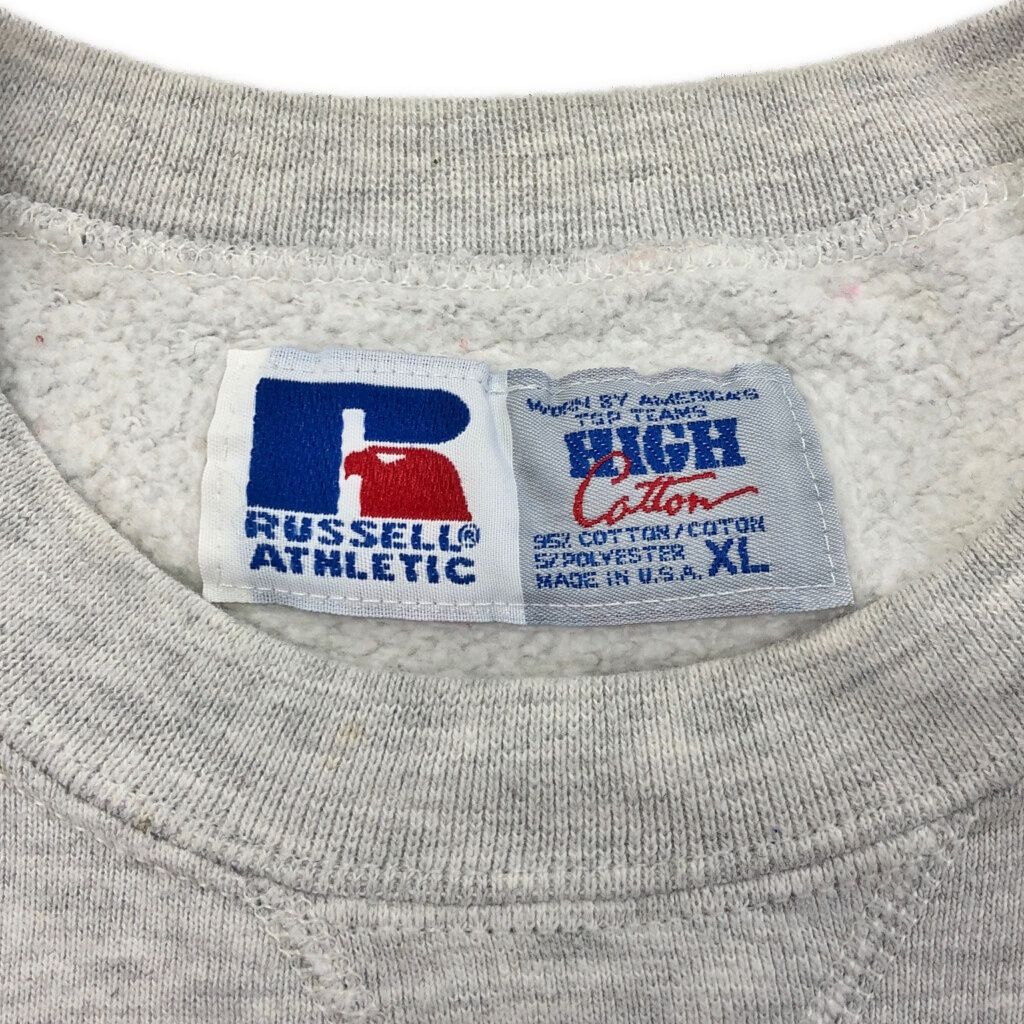 R
RUSSELL®
ATHLETIC
WORN BY AMERICA'S
TOP TEAMS
HIGH
Cotton
95% COTTON/COTON
5% POLYESTER
MADE IN U.S.A. XL